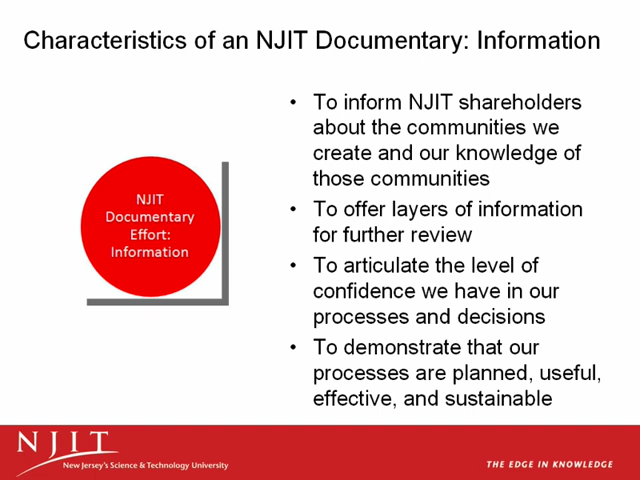 Characteristics of an NJIT Documentary: Information
NJIT
Documentary
Effort:
Information
• To inform NJIT shareholders
about the communities we
create and our knowledge of
those communities
• To offer layers of information
for further review
• To articulate the level of
confidence we have in our
processes and decisions
• To demonstrate that our
processes are planned, useful,
effective, and sustainable
NJIT
New Jersey's Science & Technology University
THE EDGE IN KNOWLEDGE